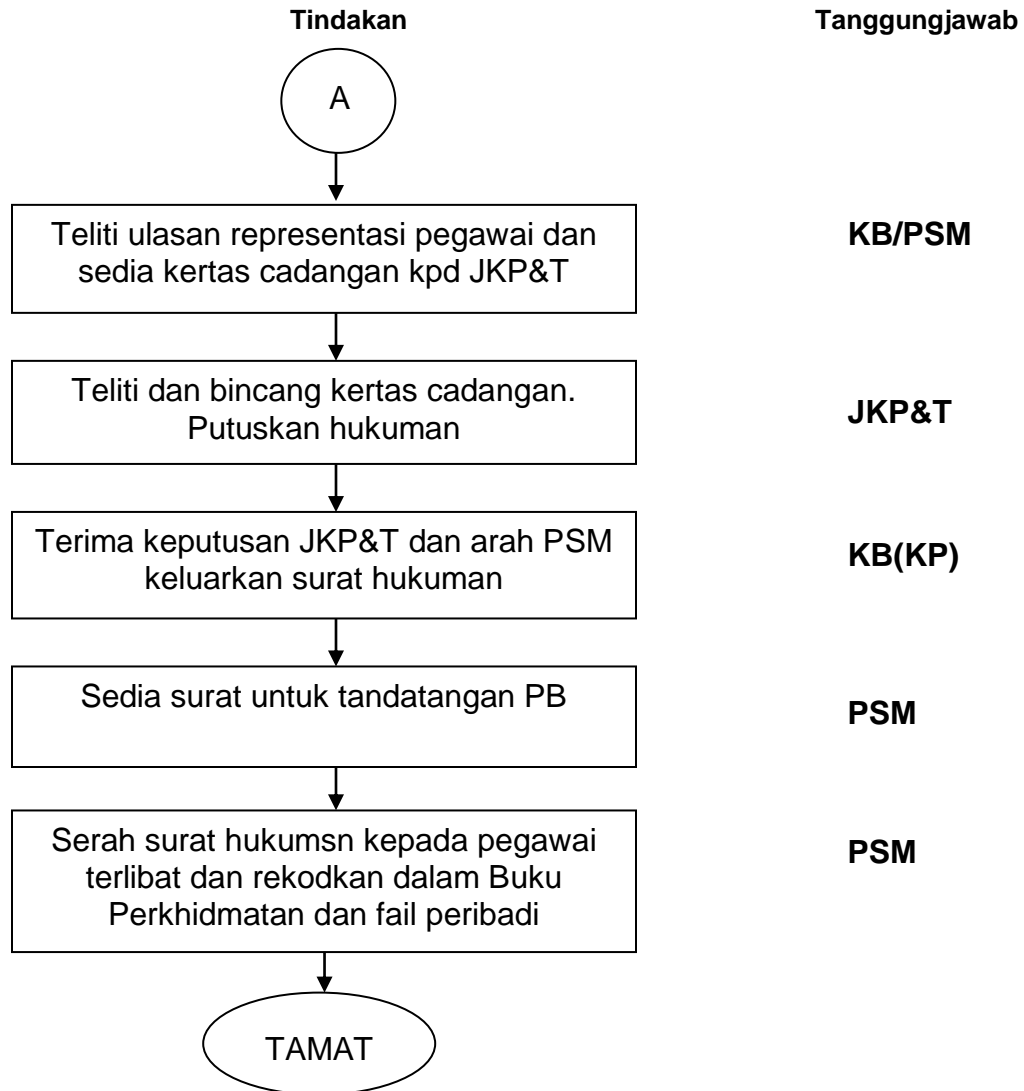 Tindakan
Tanggungjawab
A
Teliti ulasan representasi pegawai dan
sedia kertas cadangan kpd JKP&T
KB/PSM
Teliti dan bincang kertas cadangan.
Putuskan hukuman
JKP&T
Terima keputusan JKP&T dan arah PSM
keluarkan surat hukuman
KB(KP)
Sedia surat untuk tandatangan PB
PSM
Serah surat hukumsn kepada pegawai
terlibat dan rekodkan dalam Buku
Perkhidmatan dan fail peribadi
PSM
TAMAT